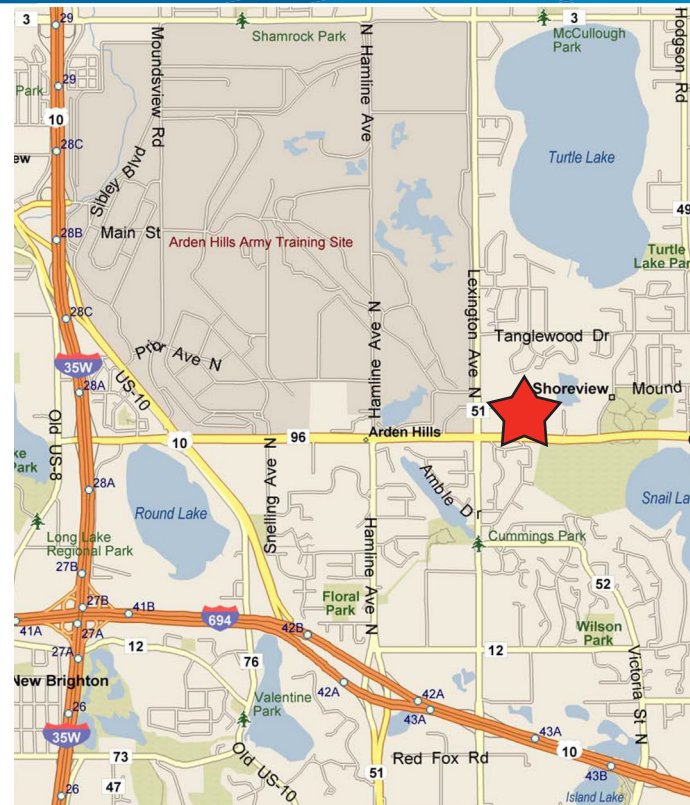 3
29
Shamrock Park
3
McCullough
Park
Hodgson Rd
Moundsview Rd
N Hamline Ave
29
Park
10
28C
ew
Turtle Lake
Sibley Blvd
49
28B
Main St
Arden Hills Army Training Site
Turtle
Lake Par
Lexington Ave N
28C
Hamline Ave N
Tanglewood Dr
Prior Ave N
35W
US-10
28A
Shoreview
Mound
51
Old US-8
10
96
Arden Hills
ke
Park
Snelling Ave N
Amble Dr
28A
Snail La
Round Lake
Hamline Ave N
Long Lake
Regional Park
Cummings Park
27B
52
Floral
Park
27B
41B
694
41A
27A
42B
Wilson
Park
12
12
27A
76
Victoria St N
New Brighton
42A
42A
Valentine
Park
26
43A
35W
43A
10
Old US-10
73
Red Fox Rd
51
43B
47
26
Island Lake